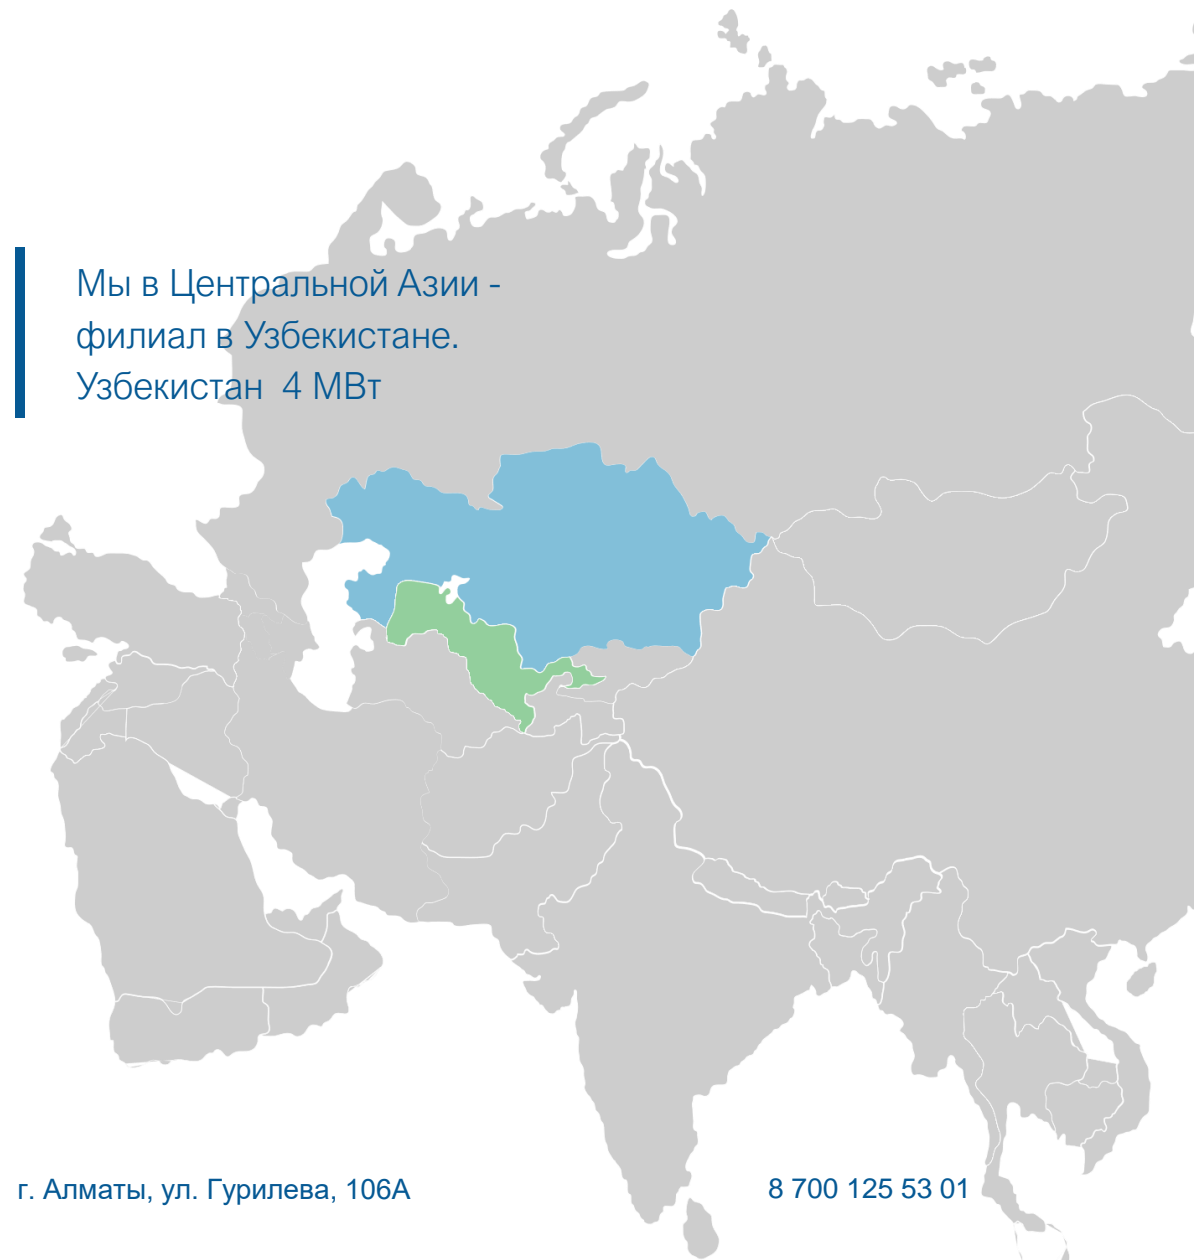 Мы в Центральной Азии -
филиал в Узбекистане.
Узбекистан  4 МВт
г. Алматы, ул. Гурилева, 106А
8 700 125 53 01